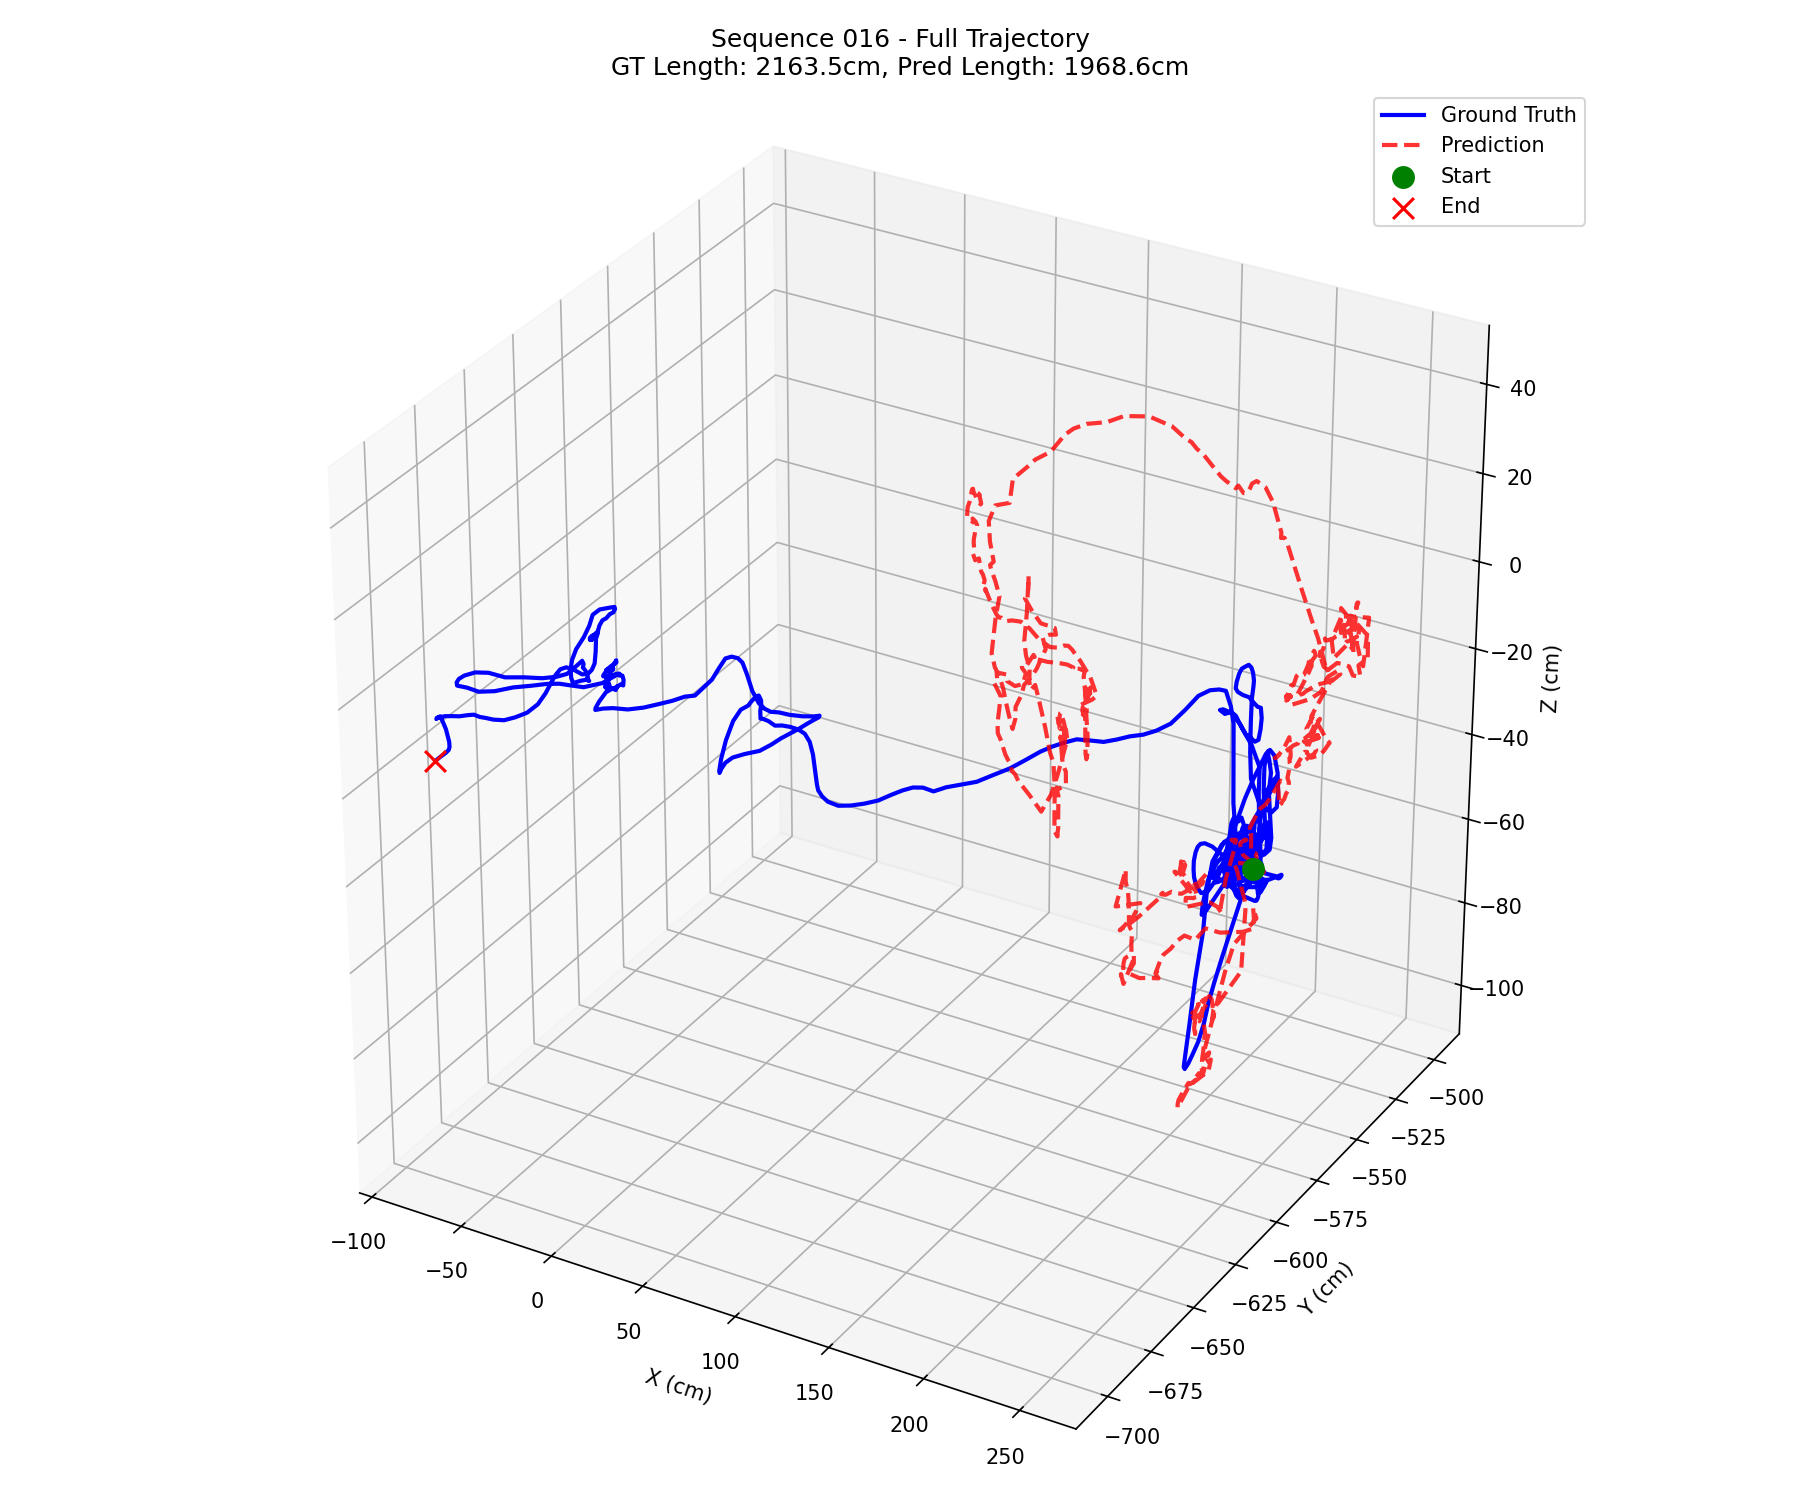 Sequence 016 - Full Trajectory
GT Length: 2163.5cm, Pred Length: 1968.6cm
Ground Truth
Prediction
Start
End
40
20
0
−20
−40
−60
−80
−100
Z (cm)
−500
−525
−550
−575
−600
−625
−650
−675
−700
Y (cm)
−100
−50
0
50
100
150
200
250
X (cm)